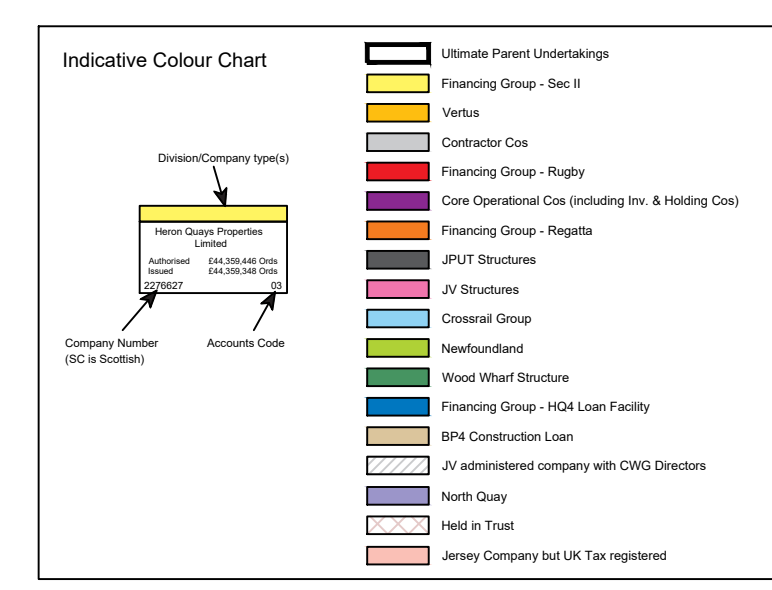 Indicative Colour Chart
Division/Company type(s)
Heron Quays Properties
Limited
Authorised £44,359,446 Ords
Issued £44,359,348 Ords
2276627 03
Company Number
(SC is Scottish)
Accounts Code
Ultimate Parent Undertakings
Financing Group - Sec II
Vertus
Contractor Cos
Financing Group - Rugby
Core Operational Cos (including Inv. & Holding Cos)
Financing Group - Regatta
JPUT Structures
JV Structures
Crossrail Group
Newfoundland
Wood Wharf Structure
Financing Group - HQ4 Loan Facility
BP4 Construction Loan
JV administered company with CWG Directors
North Quay
Held in Trust
Jersey Company but UK Tax registered